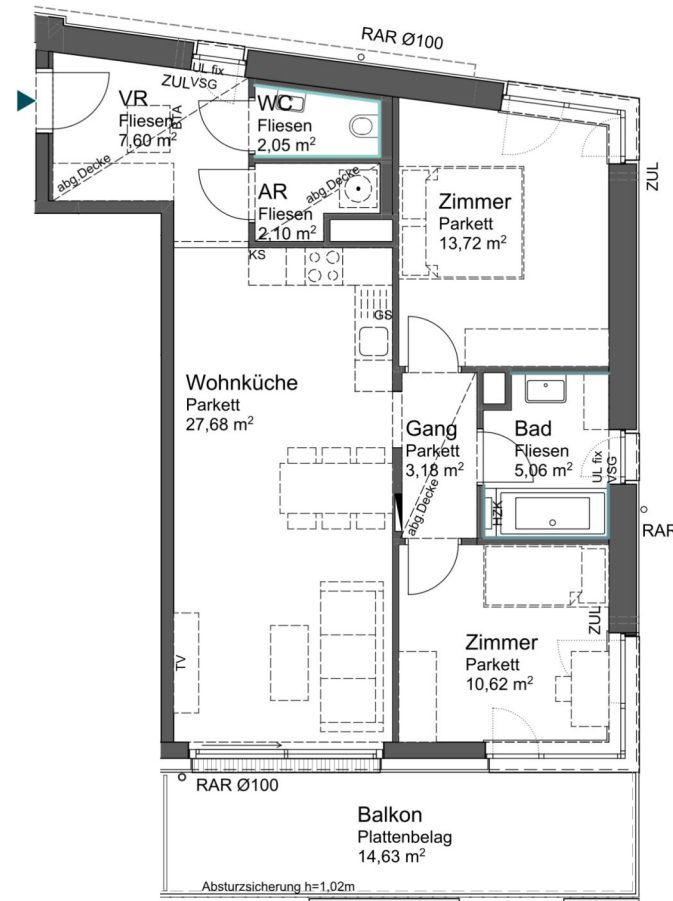 RAR Ø100
UL fix
VSG
ZUL
VR
Fliesen
7,60 m²
BTA
abg.Decke
WC
Fliesen
2,05 m²
AR
Fliesen
2,10 m²
abg.Decke
ZUL
Zimmer
Parkett
13,72 m²
KS
GS
Wohnküche
Parkett
27,68 m²
Gang
Parkett
3,18 m²
abg.Decke
Bad
Fliesen
5,06 m²
UL fix
VSG
HZK
RAR
Zimmer
Parkett
10,62 m²
ZUL
TV
RAR Ø100
Balkon
Plattenbelag
14,63 m²
Absturzsicherung h=1,02m